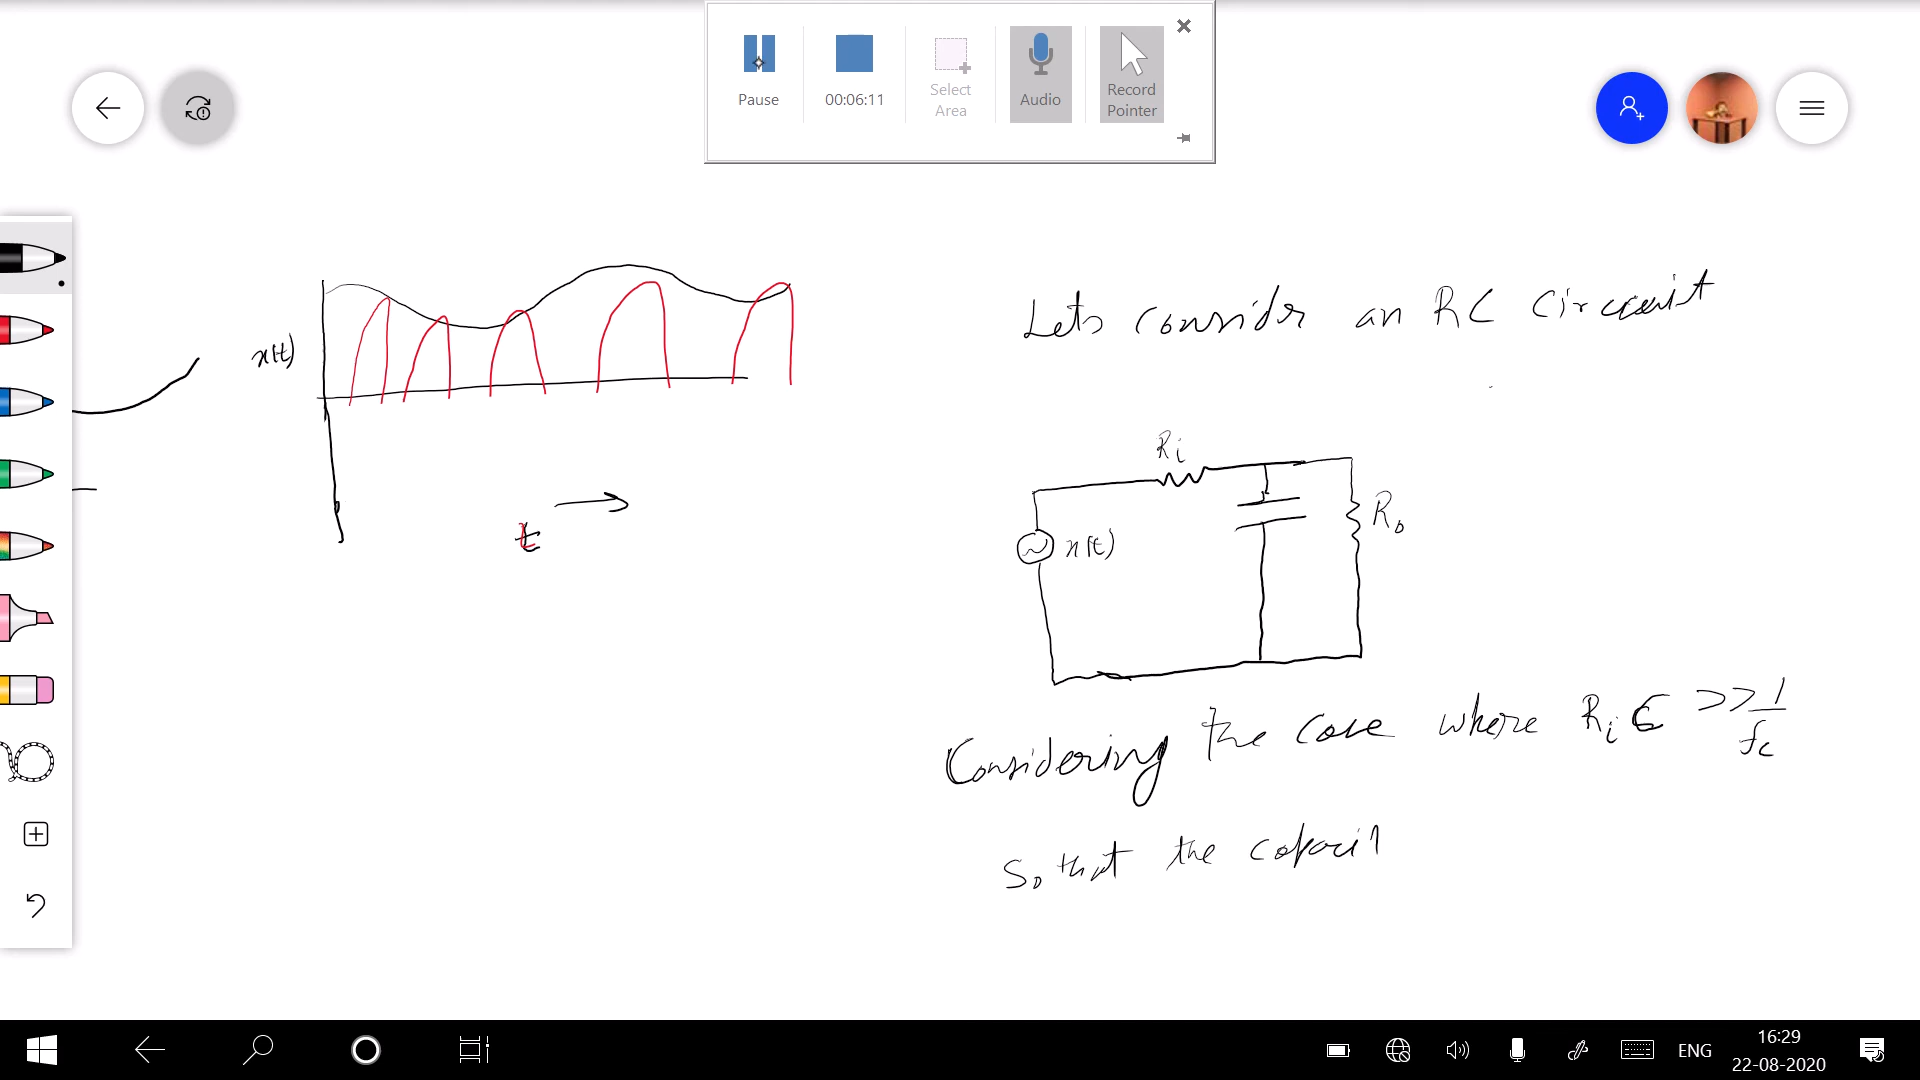 Pause
00:06:11
Select
Area
Audio
Record
Pointer
x(t)
t
Lets consider an RC Circuit
Ri
x(t)
Ro
Considering the case where RiC >> 1/fc
So that the
ENG
16:29
22-08-2020